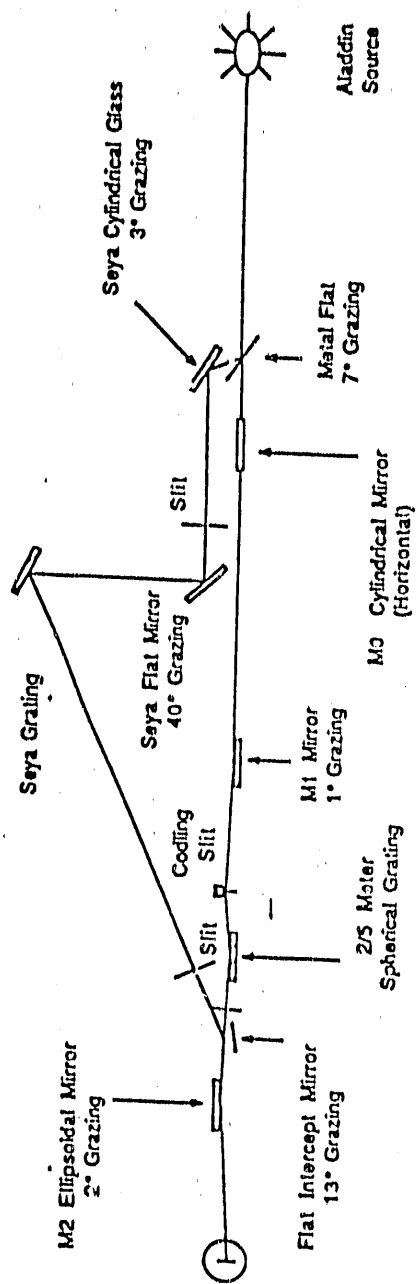 M2 Ellipsoidal Mirror
2° Grazing
Seya Grating
Codling
Slit
Slit
Seya Flat Mirror
40° Grazing
Slit
Seya Cylindrical Glass
3° Grazing
Flat Intercept Mirror
13° Grazing
2/5 Meter
Spherical Grating
M1 Mirror
1° Grazing
M0 Cylindrical Mirror
(Horizontal)
Metal Flat
7° Grazing
Aladdin
Source